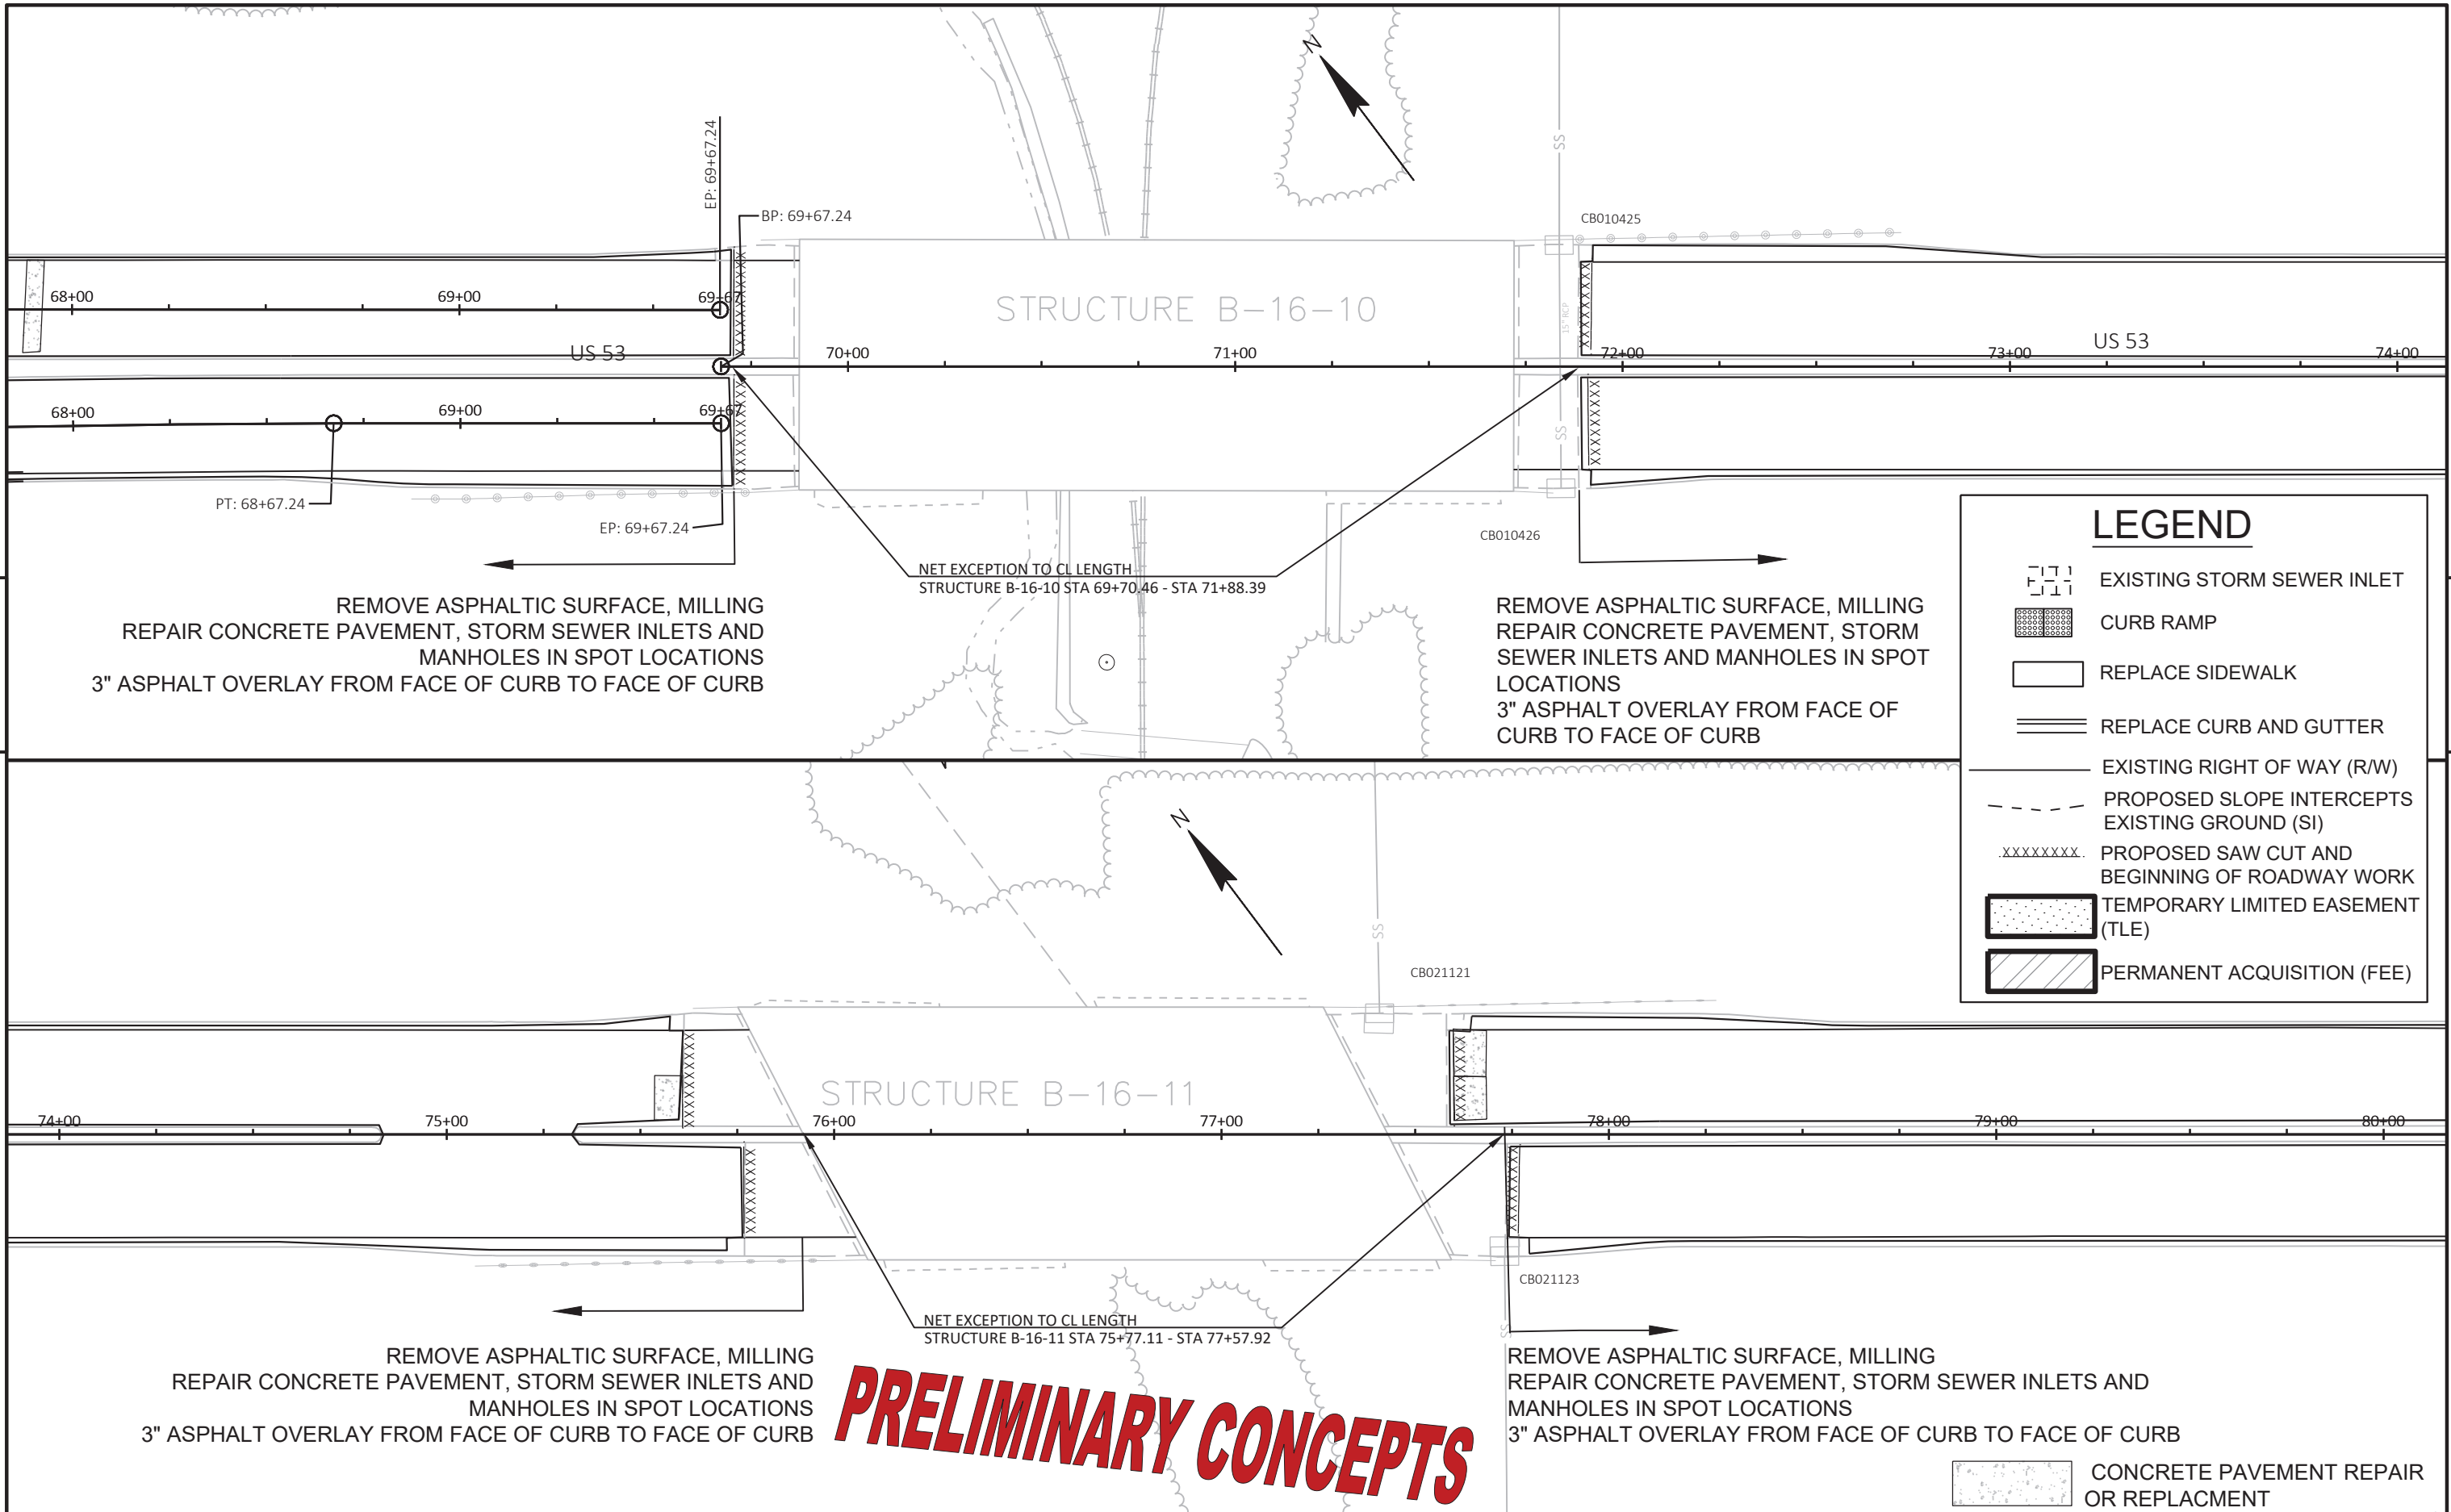 N
SS
EP: 69+67.24
BP: 69+67.24
CB010425
68+00
69+00
69+67
STRUCTURE B-16-10
15" RCP
US 53
70+00
71+00
72+00
73+00
US 53
74+00
68+00
69+00
69+67
SS
PT: 68+67.24
EP: 69+67.24
CB010426
NET EXCEPTION TO CL LENGTH
STRUCTURE B-16-10 STA 69+70.46 - STA 71+88.39
REMOVE ASPHALTIC SURFACE, MILLING
REPAIR CONCRETE PAVEMENT, STORM SEWER INLETS AND
MANHOLES IN SPOT LOCATIONS
3" ASPHALT OVERLAY FROM FACE OF CURB TO FACE OF CURB
REMOVE ASPHALTIC SURFACE, MILLING
REPAIR CONCRETE PAVEMENT, STORM
SEWER INLETS AND MANHOLES IN SPOT
LOCATIONS
3" ASPHALT OVERLAY FROM FACE OF
CURB TO FACE OF CURB
LEGEND
EXISTING STORM SEWER INLET
CURB RAMP
REPLACE SIDEWALK
REPLACE CURB AND GUTTER
EXISTING RIGHT OF WAY (R/W)
PROPOSED SLOPE INTERCEPTS
EXISTING GROUND (SI)
PROPOSED SAW CUT AND
BEGINNING OF ROADWAY WORK
TEMPORARY LIMITED EASEMENT
(TLE)
PERMANENT ACQUISITION (FEE)
N
SS
CB021121
STRUCTURE B-16-11
74+00
75+00
76+00
77+00
78+00
79+00
80+00
CB021123
SS
NET EXCEPTION TO CL LENGTH
STRUCTURE B-16-11 STA 75+77.11 - STA 77+57.92
REMOVE ASPHALTIC SURFACE, MILLING
REPAIR CONCRETE PAVEMENT, STORM SEWER INLETS AND
MANHOLES IN SPOT LOCATIONS
3" ASPHALT OVERLAY FROM FACE OF CURB TO FACE OF CURB
PRELIMINARY CONCEPTS
REMOVE ASPHALTIC SURFACE, MILLING
REPAIR CONCRETE PAVEMENT, STORM SEWER INLETS AND
MANHOLES IN SPOT LOCATIONS
3" ASPHALT OVERLAY FROM FACE OF CURB TO FACE OF CURB
CONCRETE PAVEMENT REPAIR
OR REPLACMENT